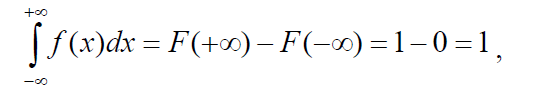 +∞
∫ f(x)dx = F(+∞) − F(−∞) = 1 − 0 = 1 ,
−∞